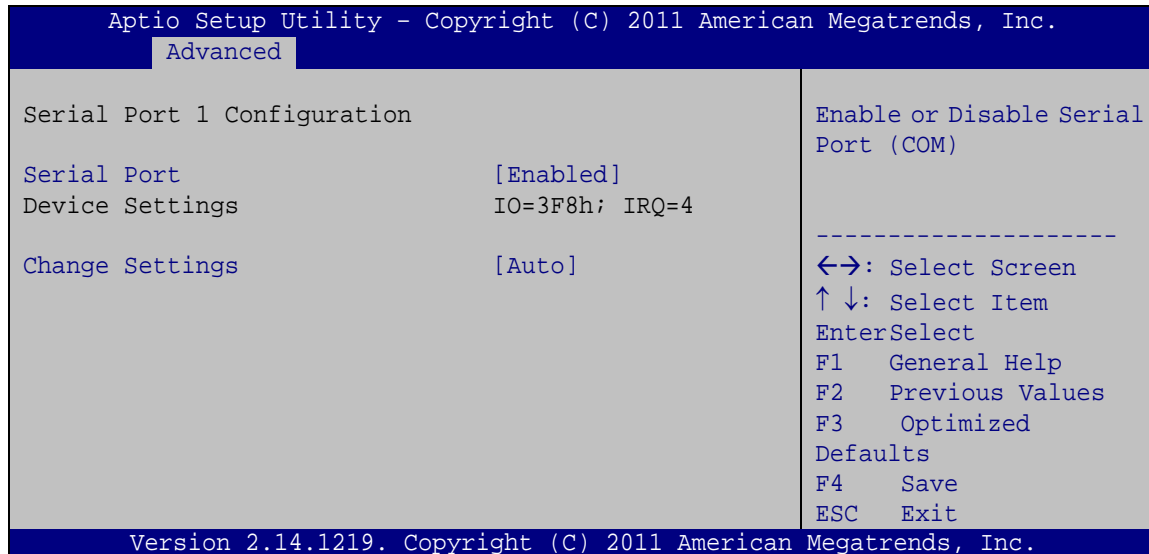 Aptio Setup Utility – Copyright (C) 2011 American Megatrends, Inc.
Advanced
Serial Port 1 Configuration
Serial Port [Enabled]
Device Settings IO=3F8h; IRQ=4
Change Settings [Auto]
Enable or Disable Serial
Port (COM)
---------------------
←→: Select Screen
↑ ↓: Select Item
EnterSelect
F1 General Help
F2 Previous Values
F3 Optimized
Defaults
F4 Save
ESC Exit
Version 2.14.1219. Copyright (C) 2011 American Megatrends, Inc.